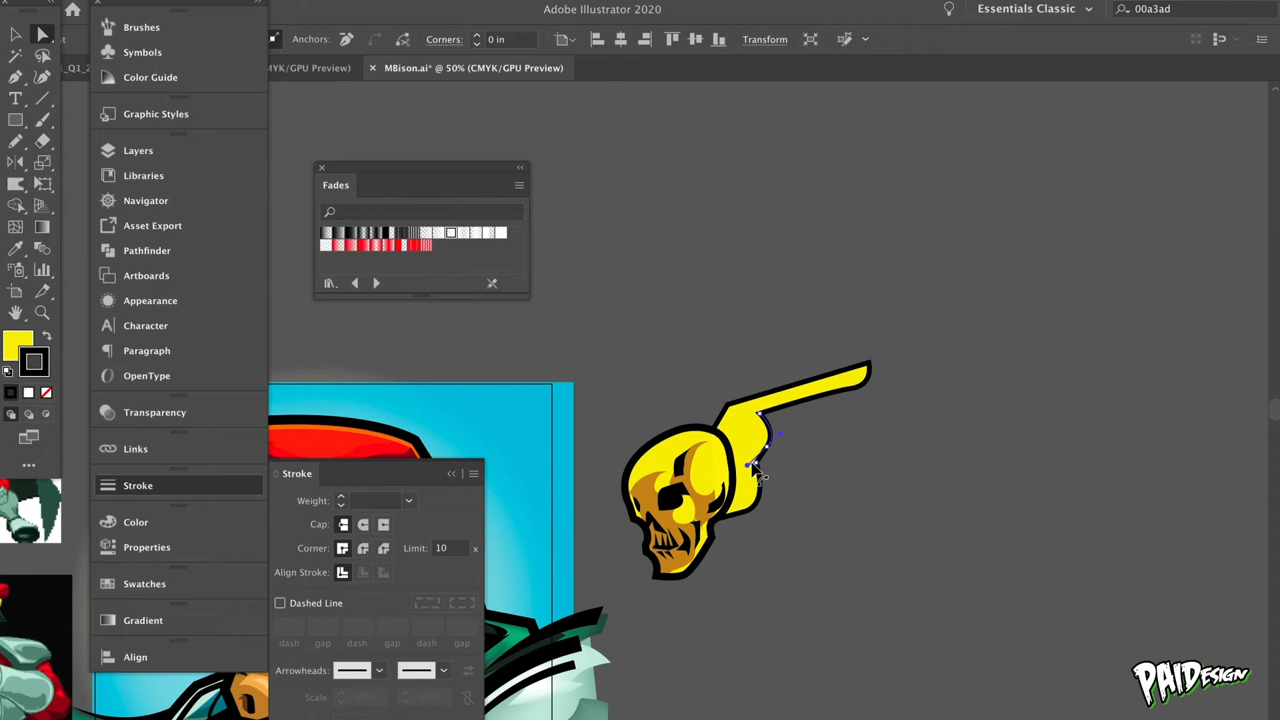 Adobe Illustrator 2020
Essentials Classic
00a3ad
Anchors:
Corners:
0 in
Transform
MYK/GPU Preview)
MBison.ai* @ 50% (CMYK/GPU Preview)
Brushes
Symbols
Color Guide
Graphic Styles
Layers
Libraries
Navigator
Asset Export
Pathfinder
Artboards
Appearance
Character
Paragraph
OpenType
Transparency
Links
Stroke
Color
Properties
Swatches
Gradient
Align
Fades
Stroke
Weight:
Cap:
Corner:
Limit:
10
x
Align Stroke:
Dashed Line
dash
gap
dash
gap
dash
gap
Arrowheads:
Scale:
PAIDESIGN